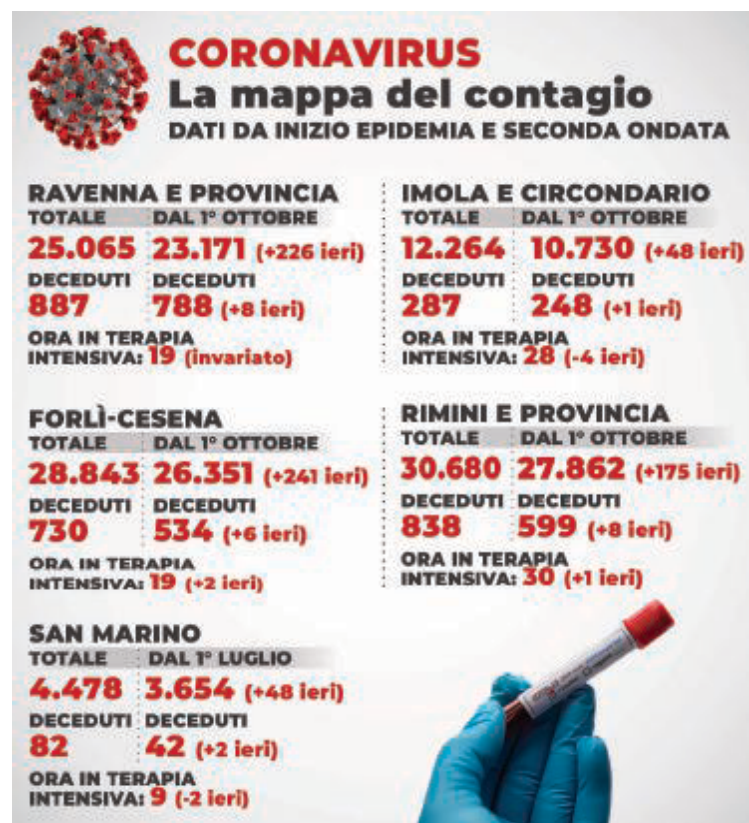 CORONAVIRUS
La mappa del contagio
DATI DA INIZIO EPIDEMIA E SECONDA ONDATA
RAVENNA E PROVINCIA
TOTALE DAL 1° OTTOBRE
25.065 23.171 (+226 ieri)
DECEDUTI DECEDUTI
887 788 (+8 ieri)
ORA IN TERAPIA
INTENSIVA: 19 (invariato)
IMOLA E CIRCONDARIO
TOTALE DAL 1° OTTOBRE
12.264 10.730 (+48 ieri)
DECEDUTI DECEDUTI
287 248 (+1 ieri)
ORA IN TERAPIA
INTENSIVA: 28 (-4 ieri)
FORLÌ-CESENA
TOTALE DAL 1° OTTOBRE
28.843 26.351 (+241 ieri)
DECEDUTI DECEDUTI
730 534 (+6 ieri)
ORA IN TERAPIA
INTENSIVA: 19 (+2 ieri)
RIMINI E PROVINCIA
TOTALE DAL 1° OTTOBRE
30.680 27.862 (+175 ieri)
DECEDUTI DECEDUTI
838 599 (+8 ieri)
ORA IN TERAPIA
INTENSIVA: 30 (+1 ieri)
SAN MARINO
TOTALE DAL 1° LUGLIO
4.478 3.654 (+48 ieri)
DECEDUTI DECEDUTI
82 42 (+2 ieri)
ORA IN TERAPIA
INTENSIVA: 9 (-2 ieri)